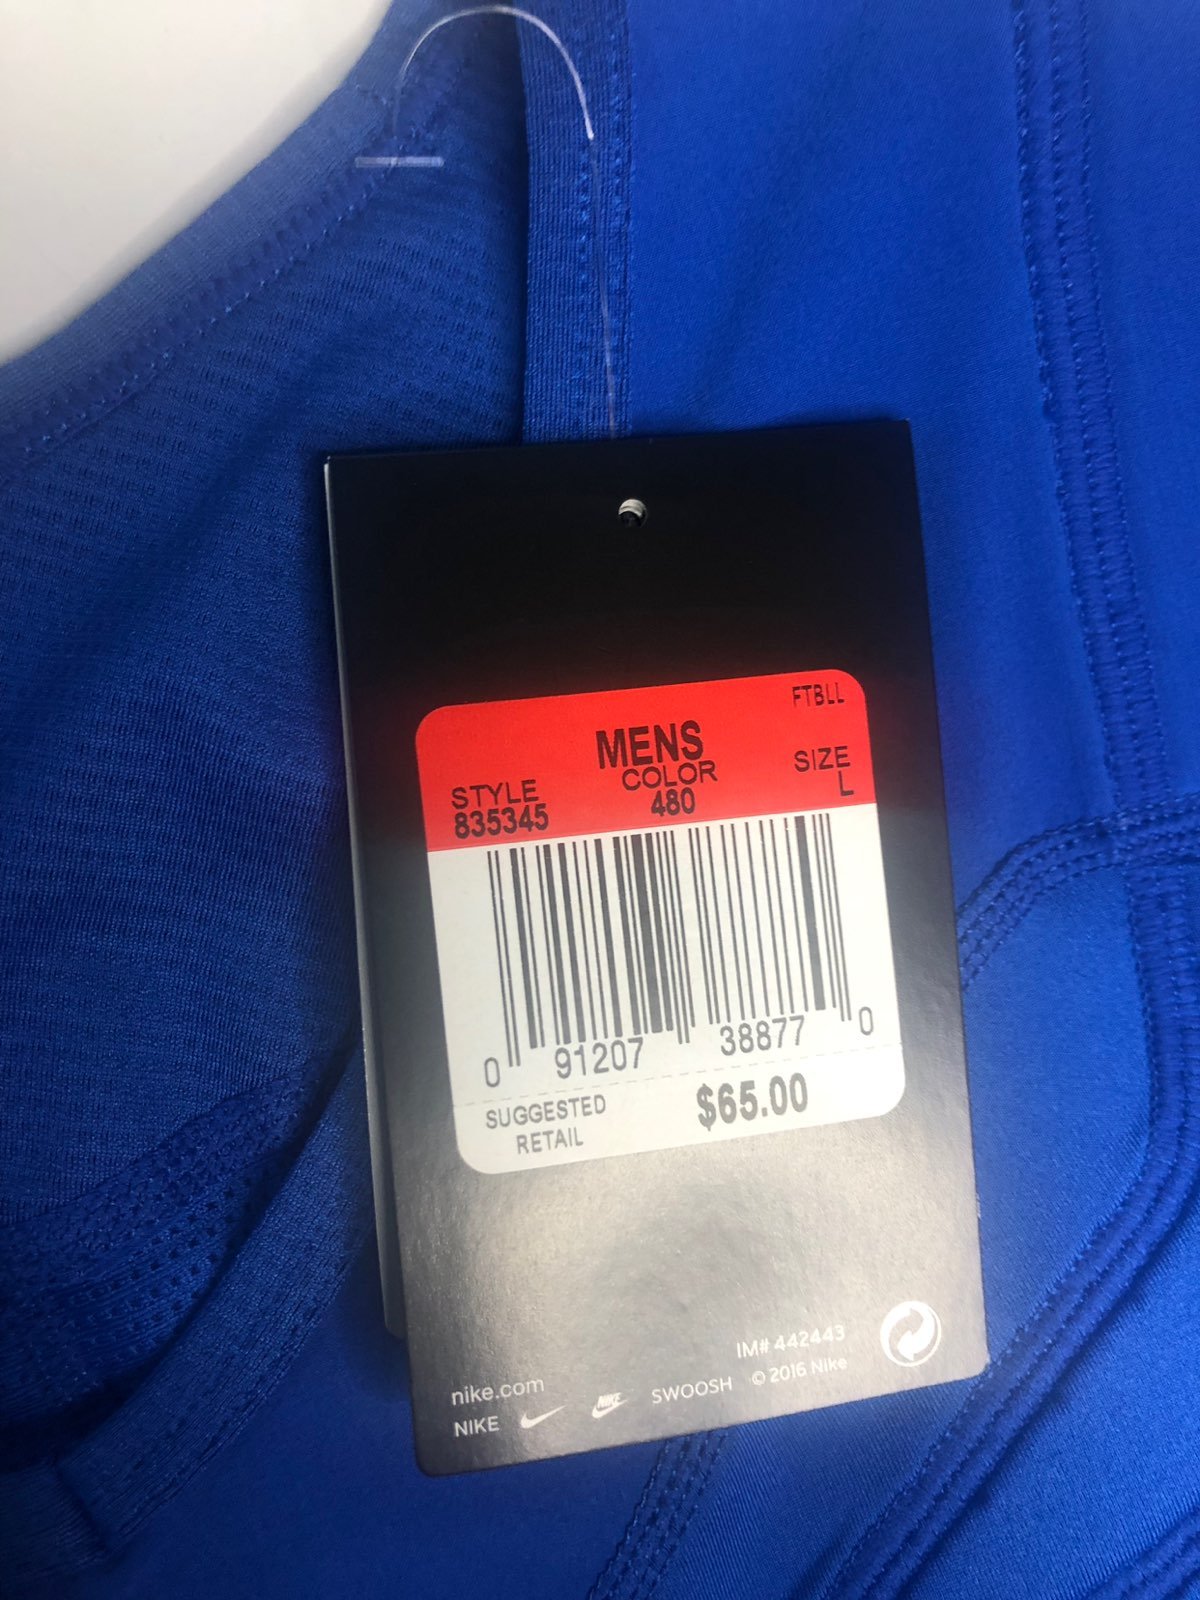 FTBLL
MENS
STYLE COLOR SIZE
835345 480 L
0 91207 38877 0
SUGGESTED RETAIL $65.00
IM# 442443
nike.com
NIKE NIKE SWOOSH © 2016 Nike